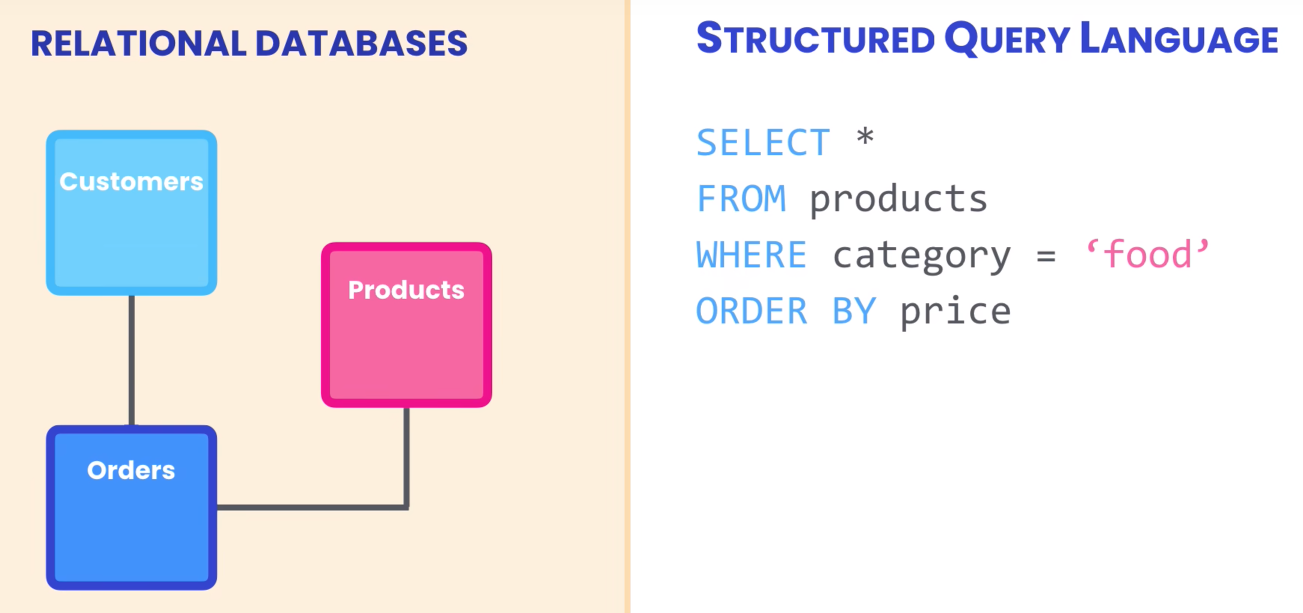 RELATIONAL DATABASES
Customers
Products
Orders
STRUCTURED QUERY LANGUAGE
SELECT *
FROM products
WHERE category = ‘food’
ORDER BY price